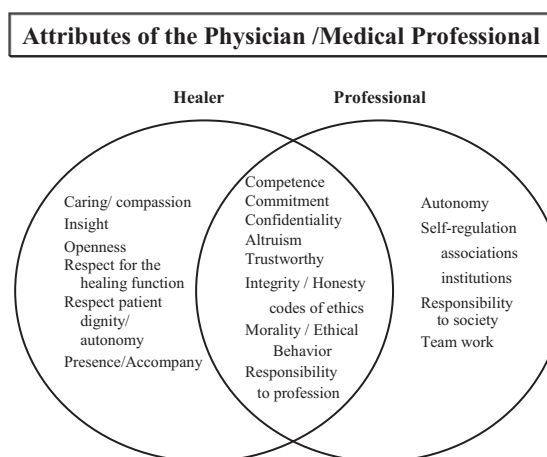 Attributes of the Physician /Medical Professional
Healer
Professional
Caring/ compassion
Insight
Openness
Respect for the
healing function
Respect patient
dignity/
autonomy
Presence/Accompany
Competence
Commitment
Confidentiality
Altruism
Trustworthy
Integrity / Honesty
codes of ethics
Morality / Ethical
Behavior
Responsibility
to profession
Autonomy
Self-regulation
associations
institutions
Responsibility
to society
Team work